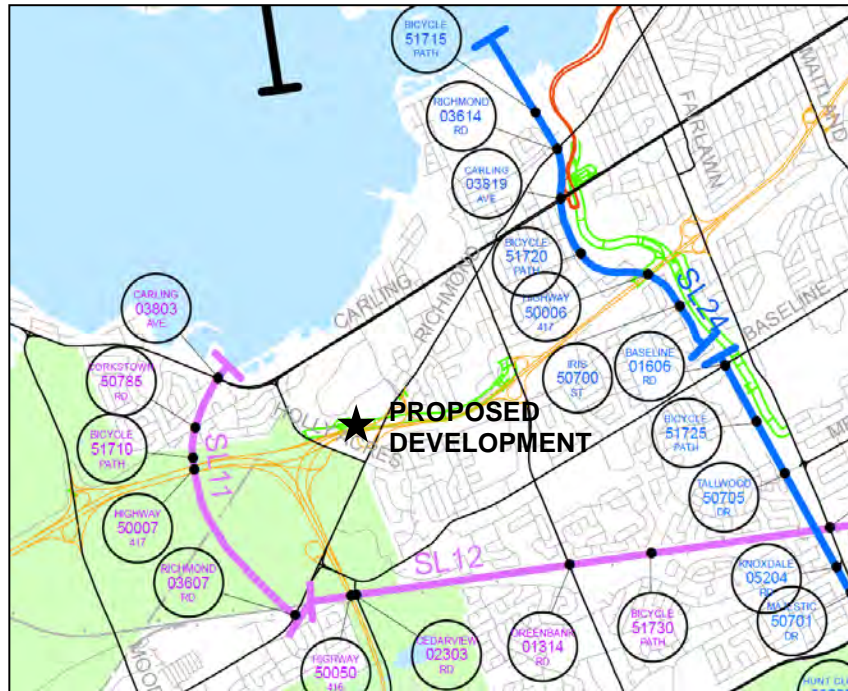 BICYCLE
51715
PATH
RICHMOND
03614
RD
CARLING
03819
AVE
BICYCLE
51720
PATH
HIGHWAY
50006
417
FAIRLAWN
MAITLAND
SL24
BASELINE
CARLING
RICHMOND
CARLING
03803
AVE
CORKSTOWN
50785
RD
BICYCLE
51710
PATH
SL11
HIGHWAY
50007
417
RICHMOND
03607
RD
HOLLY ACRES
PROPOSED
DEVELOPMENT
IRIS
50700
ST
BASELINE
01606
RD
BICYCLE
51725
PATH
TALLWOOD
50705
DR
KNOXDALE
05204
RD
MAJESTIC
50701
DR
SL12
HIGHWAY
50050
416
CEDARVIEW
02303
RD
GREENBANK
01314
RD
BICYCLE
51730
PATH